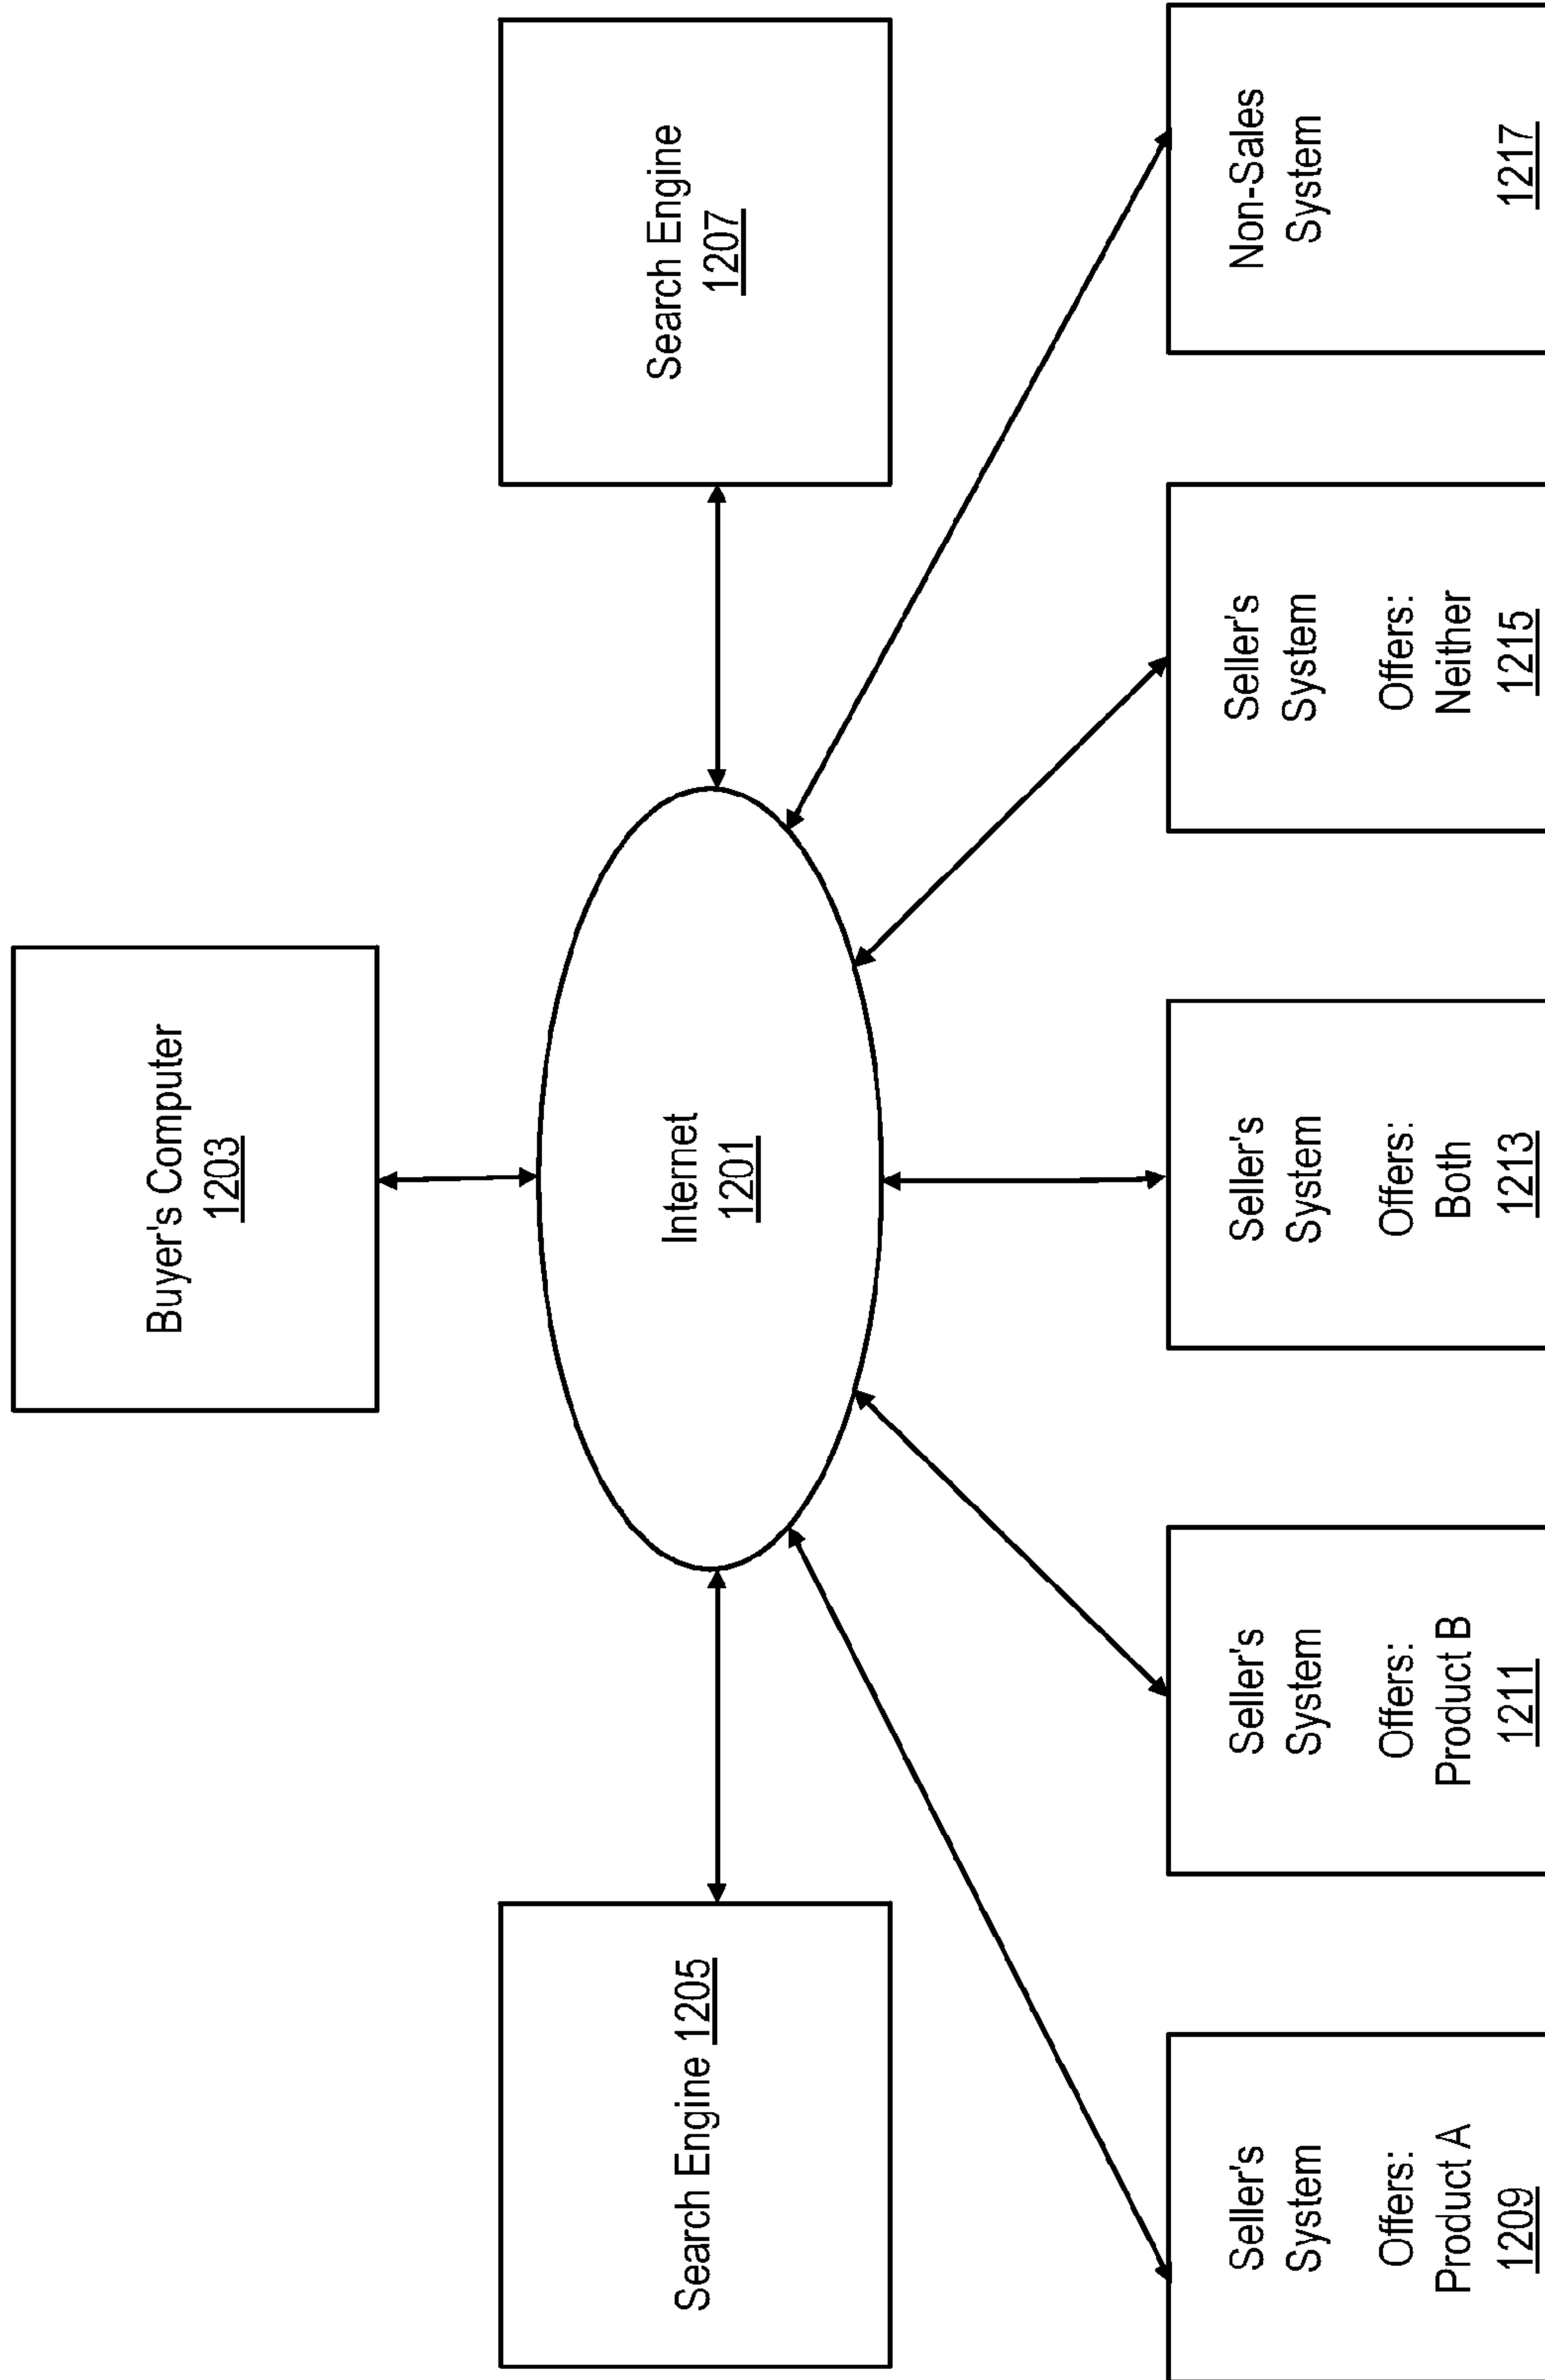 Buyer's Computer
1203
Search Engine 1205
Internet
1201
Search Engine
1207
Seller's
System
Offers:
Product A
1209
Seller's
System
Offers:
Product B
1211
Seller's
System
Offers:
Both
1213
Seller's
System
Offers:
Neither
1215
Non-Sales
System
1217